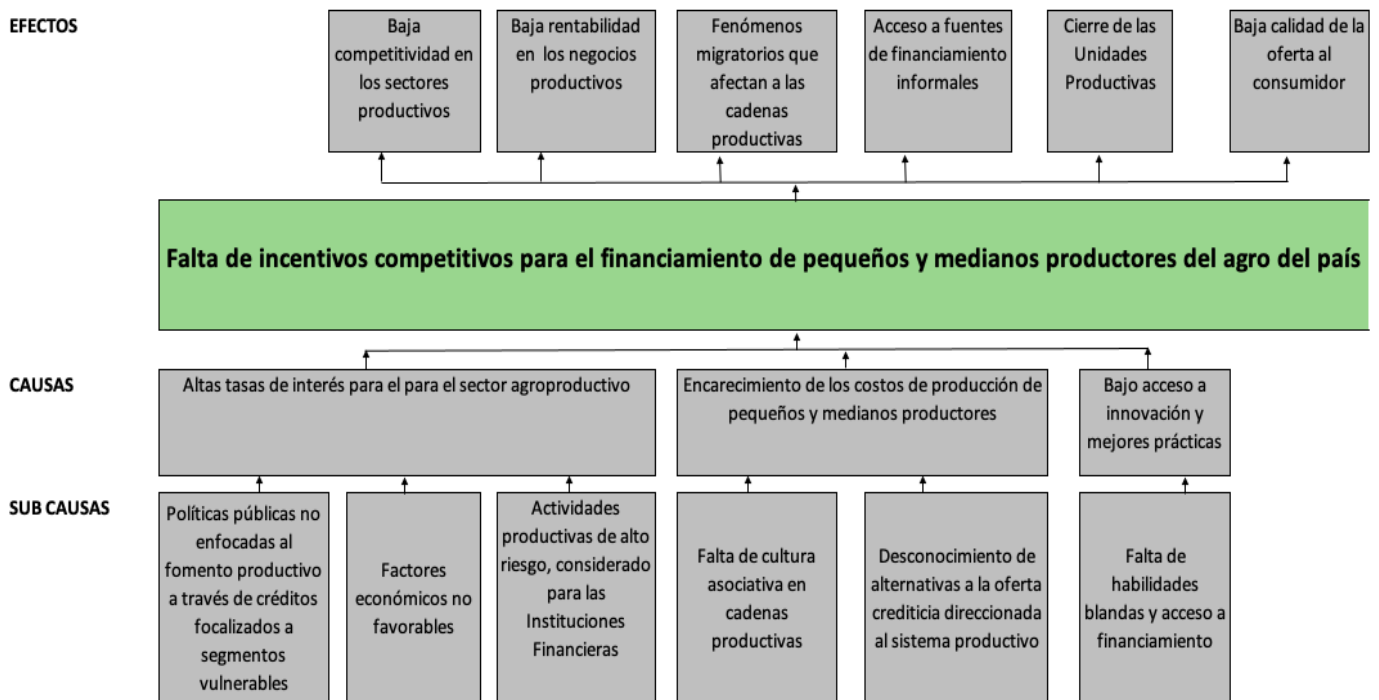 EFECTOS
Baja
competitividad en
los sectores
productivos
Baja rentabilidad
en los negocios
productivos
Fenómenos
migratorios que
afectan a las
cadenas
productivas
Acceso a fuentes
de financiamiento
informales
Cierre de las
Unidades
Productivas
Baja calidad de la
oferta al
consumidor
Falta de incentivos competitivos para el financiamiento de pequeños y medianos productores del agro del país
CAUSAS
Altas tasas de interés para el para el sector agroproductivo
Encarecimiento de los costos de producción de
pequeños y medianos productores
Bajo acceso a
innovación y
mejores prácticas
SUB CAUSAS
Políticas públicas no
enfocadas al
fomento productivo
a través de créditos
focalizados a
segmentos
vulnerables
Factores
económicos no
favorables
Actividades
productivas de alto
riesgo, considerado
para las
Instituciones
Financieras
Falta de cultura
asociativa en
cadenas
productivas
Desconocimiento de
alternativas a la oferta
crediticia direccionada
al sistema productivo
Falta de
habilidades
blandas y acceso a
financiamiento